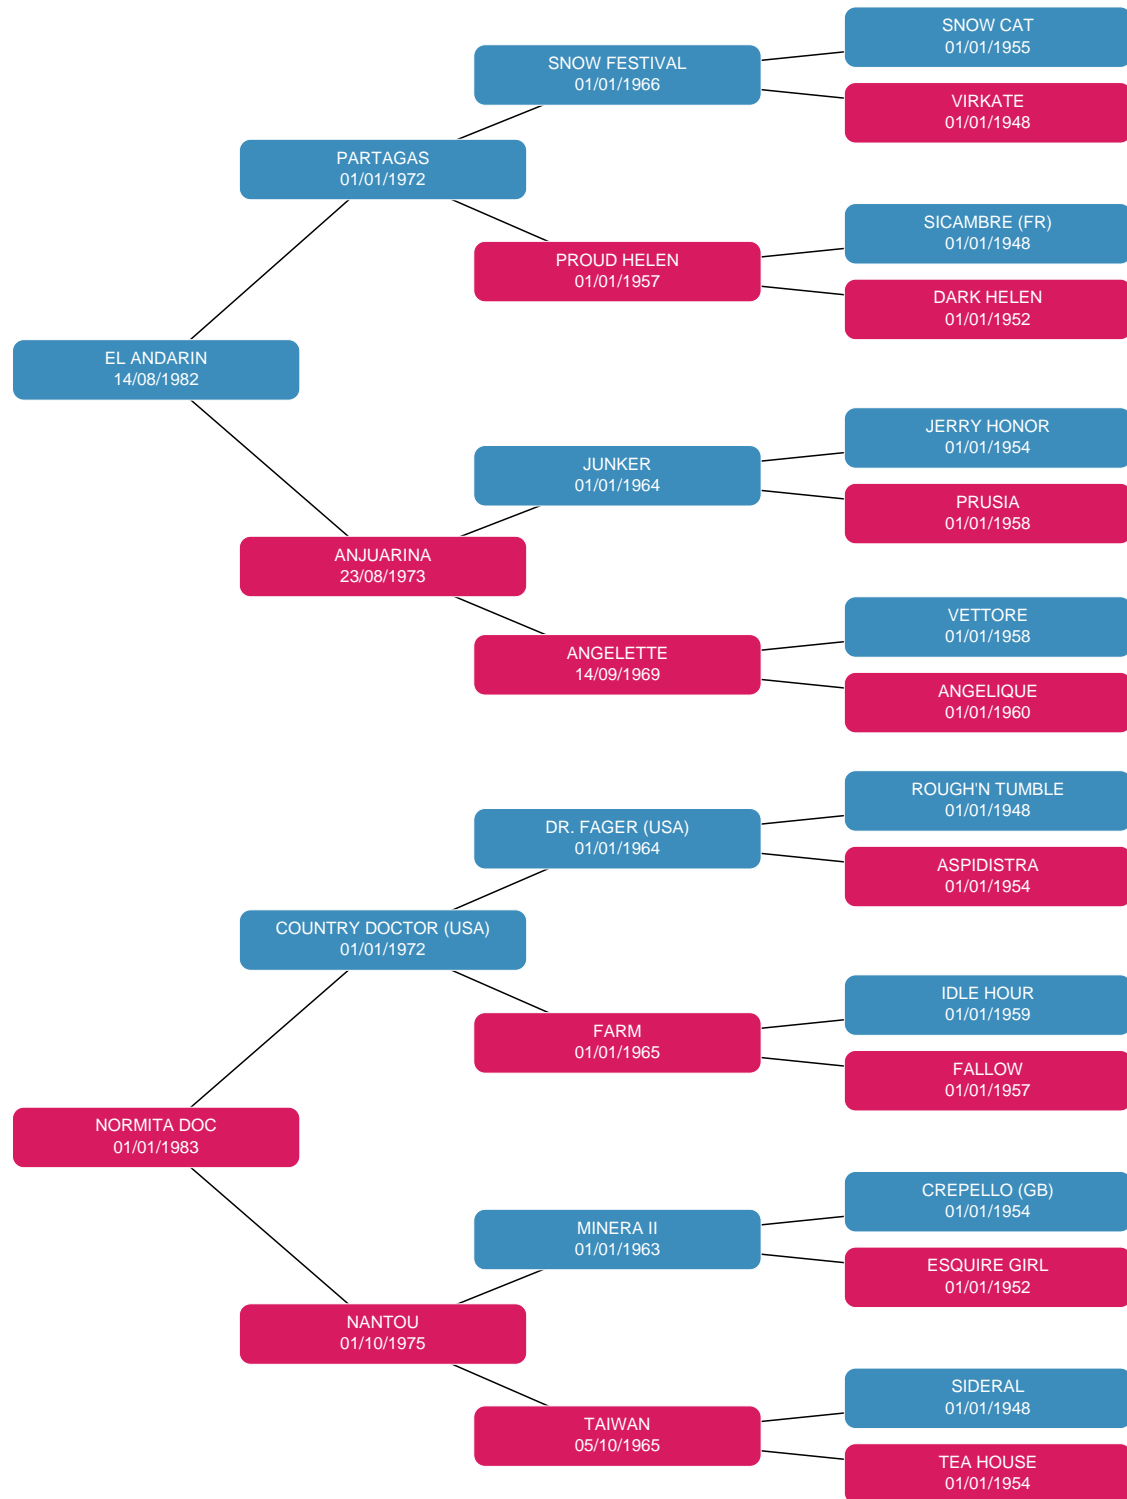 SNOW CAT
01/01/1955
SNOW FESTIVAL
01/01/1966
VIRKATE
01/01/1948
PARTAGAS
01/01/1972
SICAMBRE (FR)
01/01/1948
PROUD HELEN
01/01/1957
DARK HELEN
01/01/1952
EL ANDARIN
14/08/1982
JERRY HONOR
01/01/1954
JUNKER
01/01/1964
PRUSIA
01/01/1958
ANJUARINA
23/08/1973
VETTORE
01/01/1958
ANGELETTE
14/09/1969
ANGELIQUE
01/01/1960
ROUGH'N TUMBLE
01/01/1948
DR. FAGER (USA)
01/01/1964
ASPIDISTRA
01/01/1954
COUNTRY DOCTOR (USA)
01/01/1972
IDLE HOUR
01/01/1959
FARM
01/01/1965
FALLOW
01/01/1957
NORMITA DOC
01/01/1983
CREPELLO (GB)
01/01/1954
MINERA II
01/01/1963
ESQUIRE GIRL
01/01/1952
NANTOU
01/10/1975
SIDERAL
01/01/1948
TAIWAN
05/10/1965
TEA HOUSE
01/01/1954